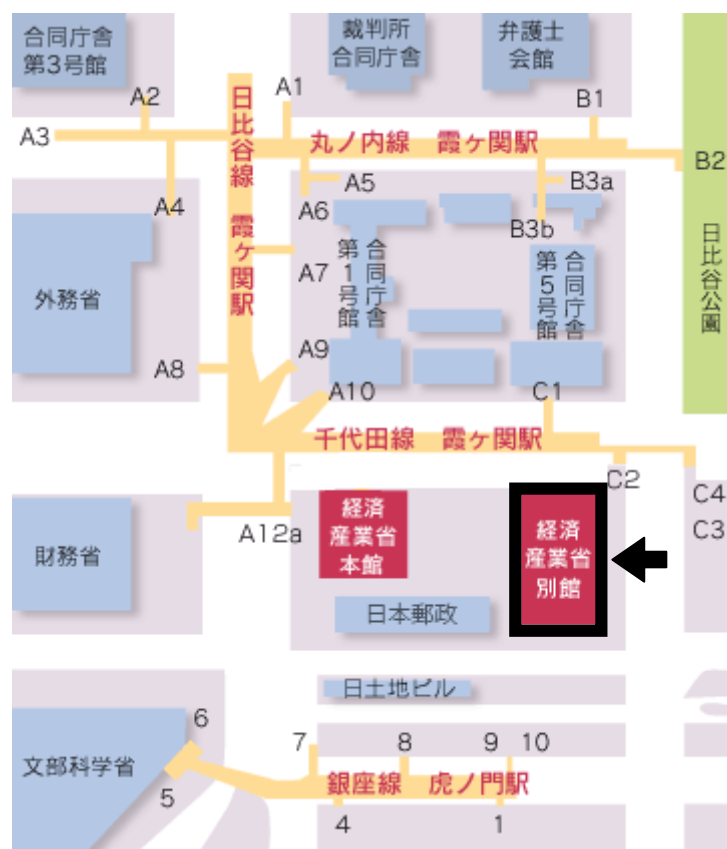 合同庁舎
第3号館
裁判所
合同庁舎
弁護士
会館
A2
A1
B1
A3
日比谷線 霞ヶ関駅
丸ノ内線 霞ヶ関駅
B2
A5
B3a
A4
A6
B3b
日比谷公園
外務省
A7
合同庁舎
第1号館
合同庁舎
第5号館
A9
A8
A10
C1
千代田線 霞ヶ関駅
C2
C4
C3
A12a
経済
産業省
本館
経済
産業省
別館
財務省
日本郵政
日土地ビル
6
7
8
9
10
文部科学省
銀座線 虎ノ門駅
5
4
1